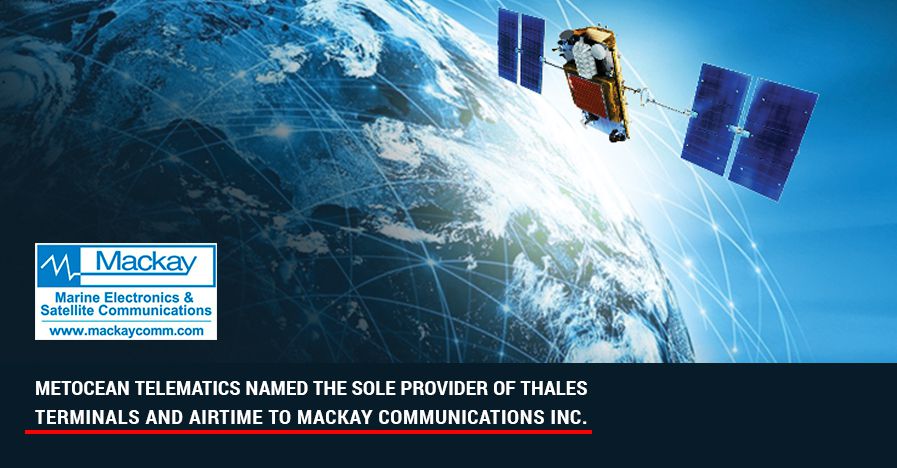 Mackay
Marine Electronics &
Satellite Communications
www.mackaycomm.com
METOCEAN TELEMATICS NAMED THE SOLE PROVIDER OF THALES
TERMINALS AND AIRTIME TO MACKAY COMMUNICATIONS INC.